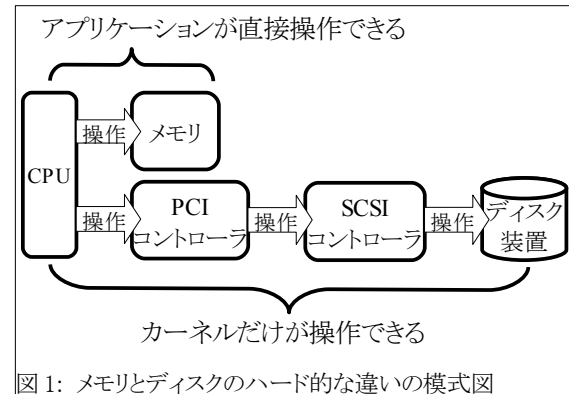 アプリケーションが直接操作できる
操作
メモリ
CPU
操作
PCI
コントローラ
操作
SCSI
コントローラ
操作
ディスク
装置
カーネルだけが操作できる
図 1: メモリとディスクのハード的な違いの模式図